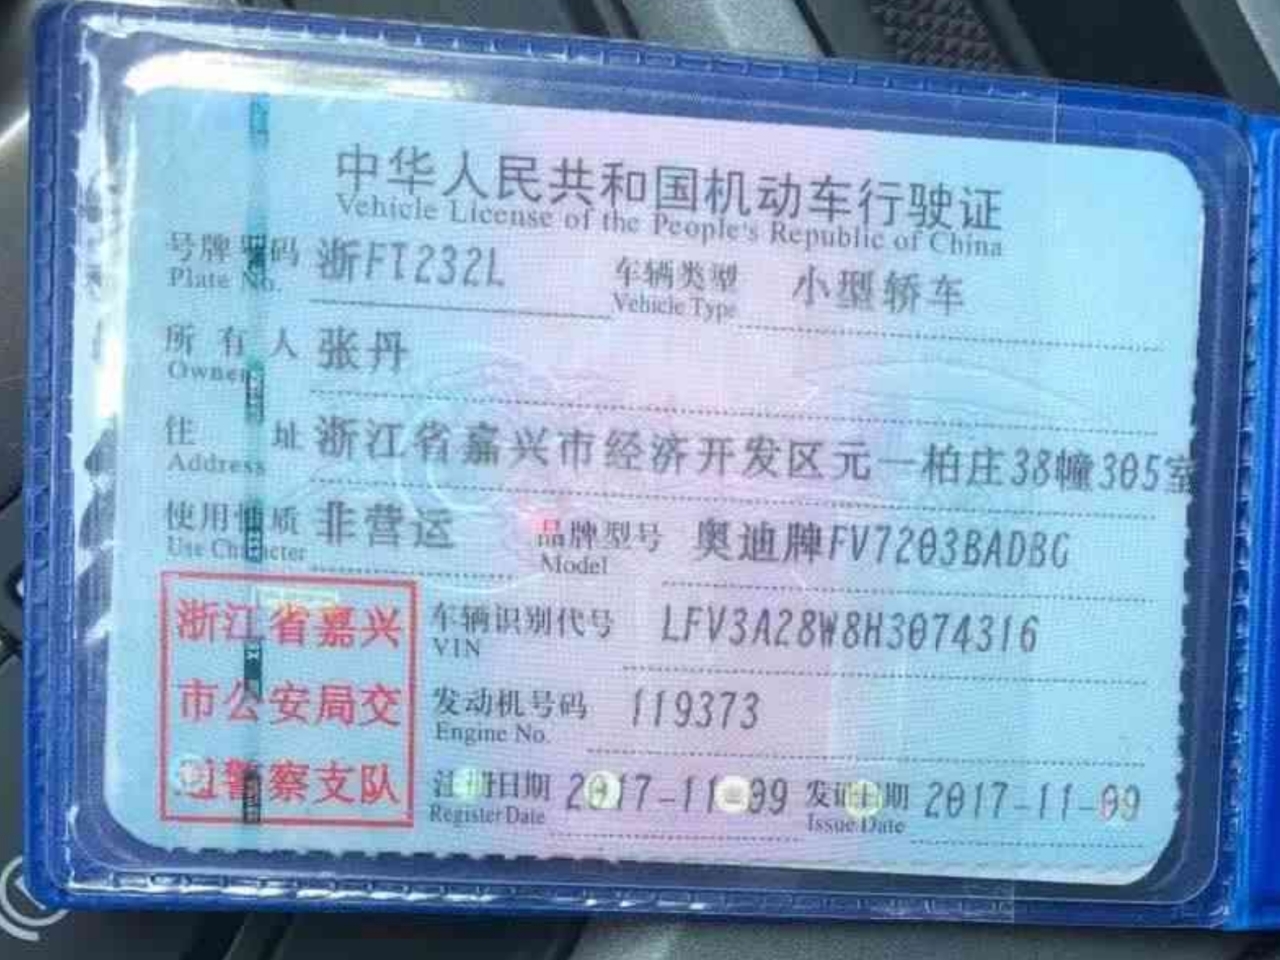 中华人民共和国机动车行驶证
Vehicle License of the People's Republic of China
号牌号码 浙FT232L 车辆类型 小型轿车
Plate No. Vehicle Type
所有人 张丹
Owner
住址 浙江省嘉兴市经济开发区元一柏庄38幢305室
Address
使用性质 非营运 品牌型号 奥迪牌FV7203BADBG
Use Character Model
浙江省嘉兴
市公安局交
通警察支队
车辆识别代号 LFV3A28W8H3074316
VIN
发动机号码 119373
Engine No.
注册日期 2017-11-09 发证日期 2017-11-09
Register Date Issue Date